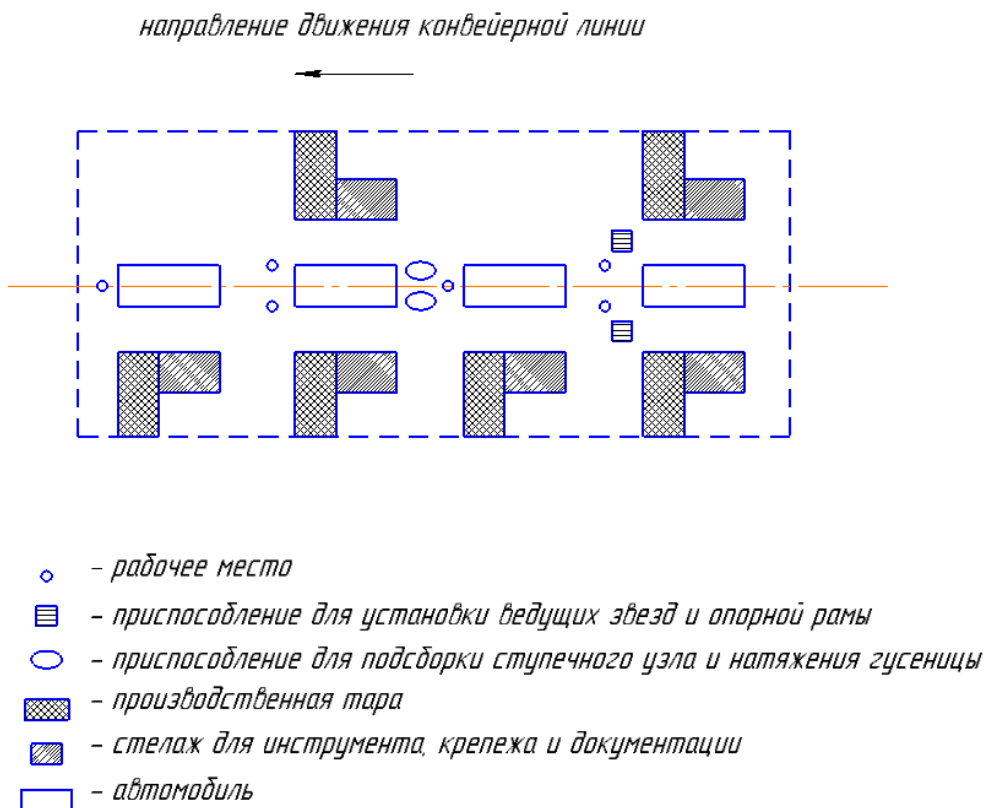 направление движения конвейерной линии
– рабочее место
– приспособление для установки ведущих звезд и опорной рамы
– приспособление для подсборки ступечного узла и натяжения гусеницы
– производственная тара
– стелаж для инструмента, крепежа и документации
– автомобиль